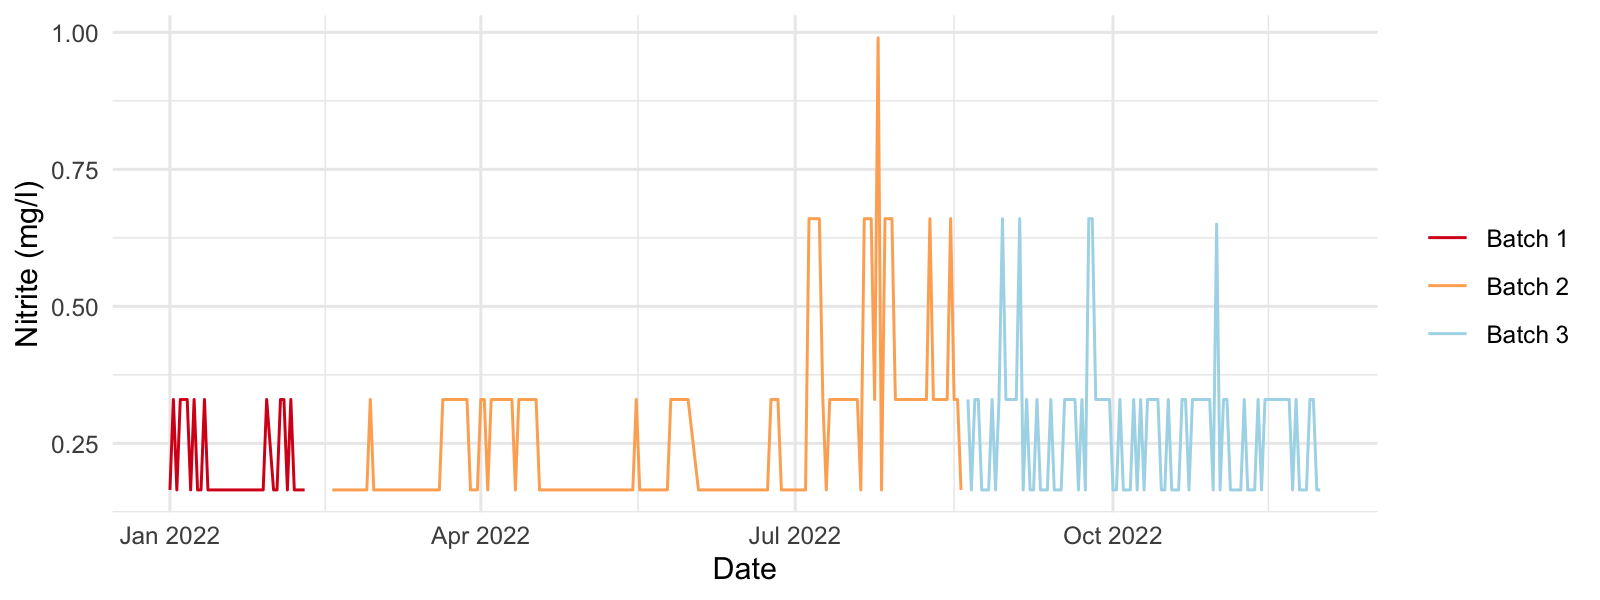 1.00
0.75
0.50
0.25
Nitrite (mg/l)
Jan 2022
Apr 2022
Jul 2022
Oct 2022
Date
Batch 1
Batch 2
Batch 3